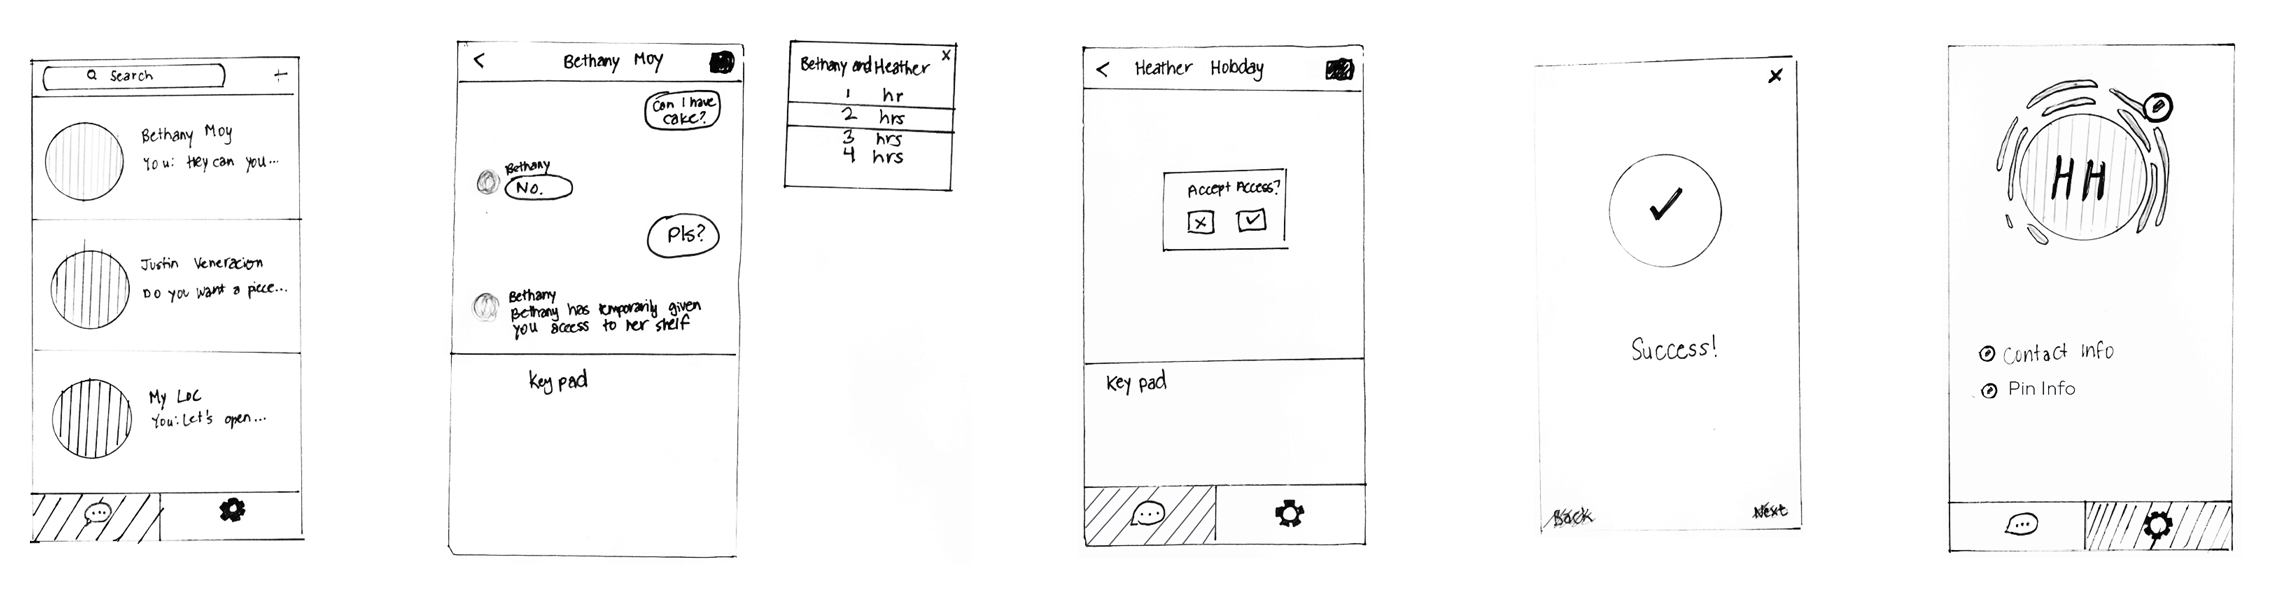 Search
Bethany Moy
You: Hey can you...
Justin Veneracion
Do you want a piece...
My Loc
You: Let's open...
Bethany Moy
Can I have
cake?
Bethany
No.
Pls?
Bethany
Bethany has temporarily given
you access to her shelf
Key pad
Bethany and Heather
X
1 hr
2 hrs
3 hrs
4 hrs
Heather Hobday
Accept Access?
Key pad
X
Success!
Back
Next
HH
Contact Info
Pin Info